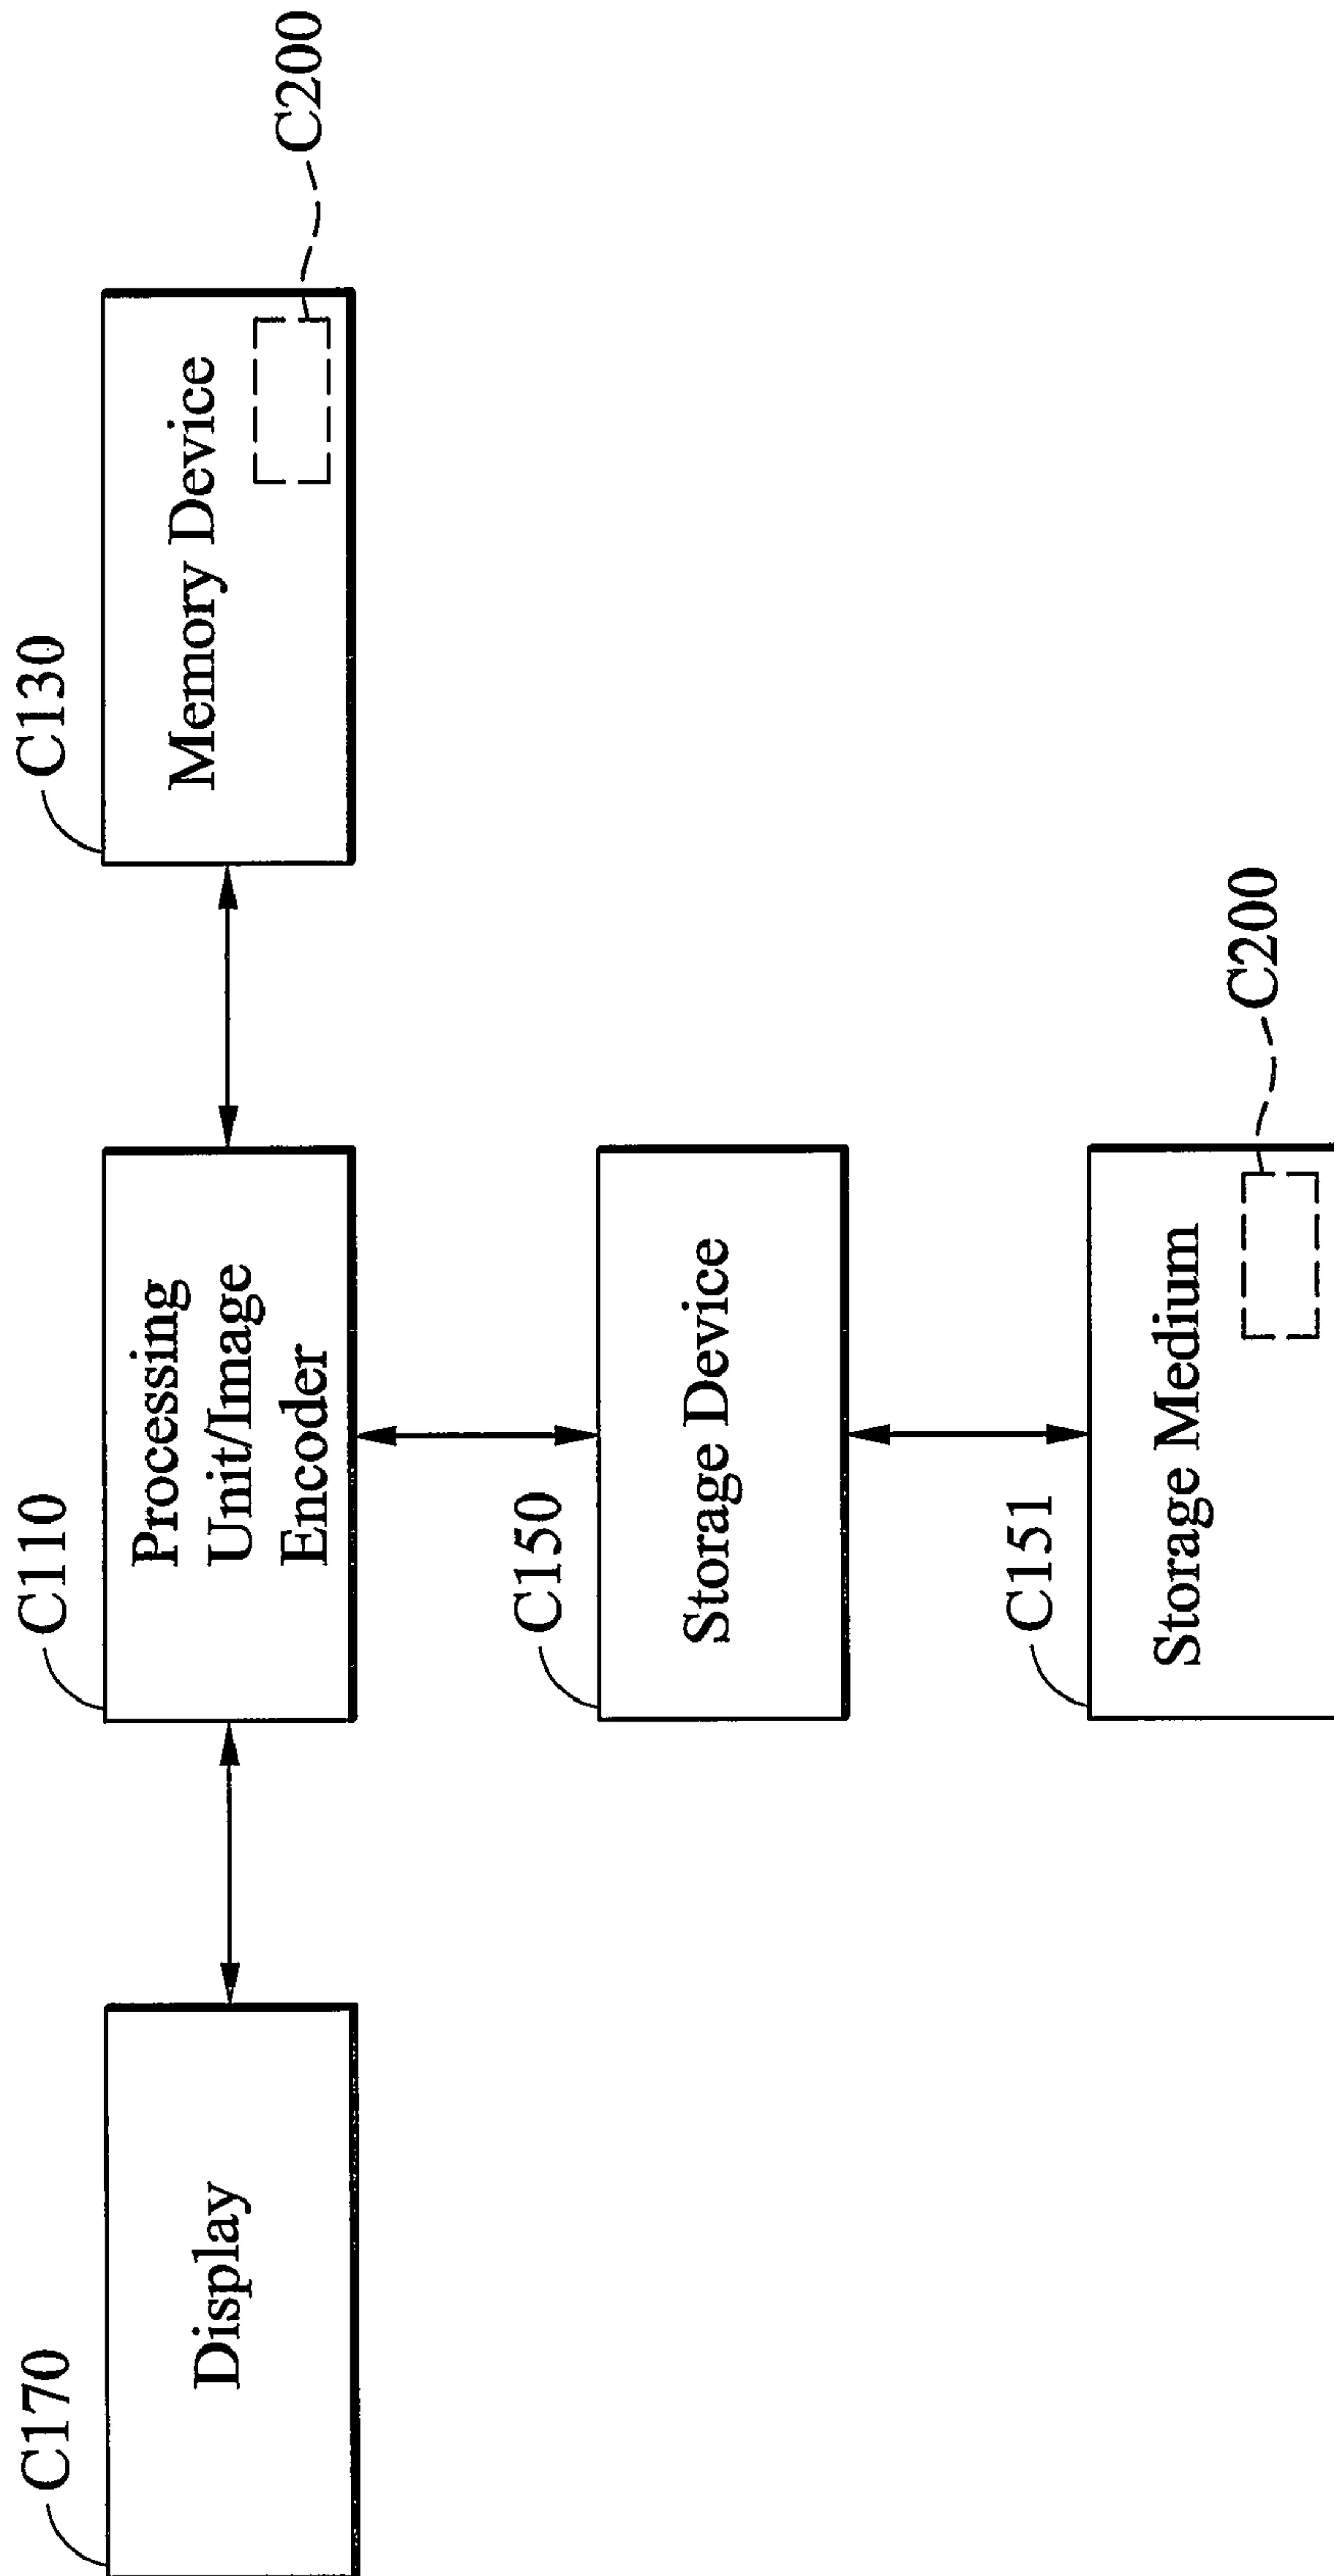 C170
Display
C110
Processing
Unit/Image
Encoder
C130
Memory Device
C200
C150
Storage Device
C151
Storage Medium
C200